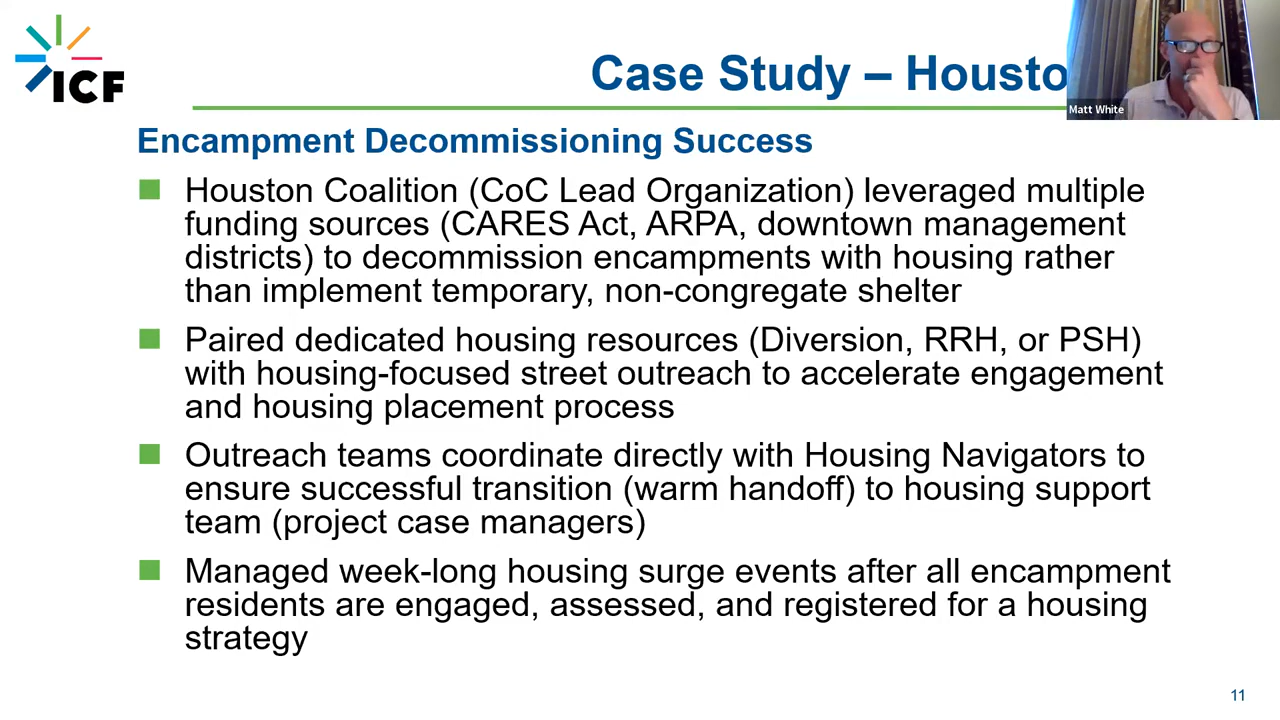 ICF
Case Study – Housto
Matt White
Encampment Decommissioning Success
Houston Coalition (CoC Lead Organization) leveraged multiple
funding sources (CARES Act, ARPA, downtown management
districts) to decommission encampments with housing rather
than implement temporary, non-congregate shelter
Paired dedicated housing resources (Diversion, RRH, or PSH)
with housing-focused street outreach to accelerate engagement
and housing placement process
Outreach teams coordinate directly with Housing Navigators to
ensure successful transition (warm handoff) to housing support
team (project case managers)
Managed week-long housing surge events after all encampment
residents are engaged, assessed, and registered for a housing
strategy
11